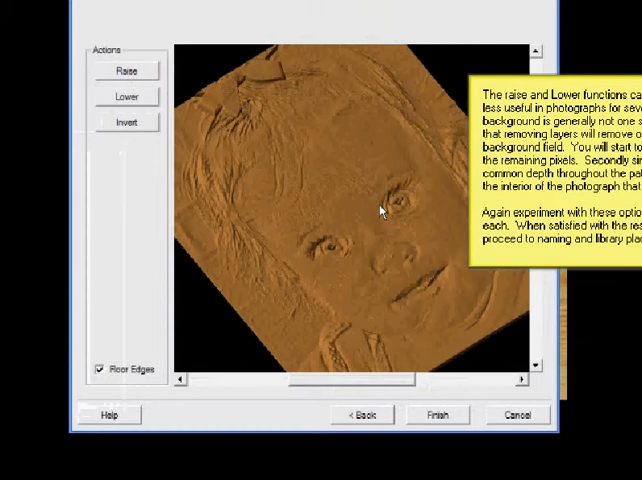 Actions
Raise
Lower
Invert
Floor Edges
Help
< Back
Finish
Cancel
The raise and Lower functions ca
less useful in photographs for sev
background is generally not one s
that removing layers will remove o
background field. You will start to
the remaining pixels. Secondly sin
common depth throughout the pat
the interior of the photograph that
Again experiment with these optio
each. When satisfied with the res
proceed to naming and library plac